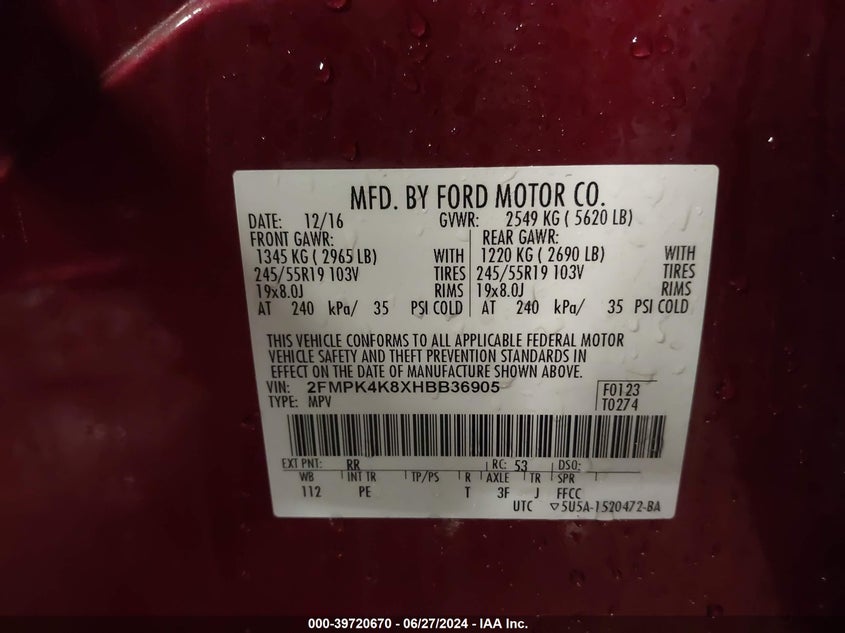 MFD. BY FORD MOTOR CO.
DATE: 12/16 GVWR: 2549 KG ( 5620 LB)
FRONT GAWR: REAR GAWR:
1345 KG ( 2965 LB) WITH 1220 KG ( 2690 LB) WITH
245/55R19 103V TIRES 245/55R19 103V TIRES
19x8.0J RIMS 19x8.0J RIMS
AT 240 kPa/ 35 PSI COLD AT 240 kPa/ 35 PSI COLD
THIS VEHICLE CONFORMS TO ALL APPLICABLE FEDERAL MOTOR
VEHICLE SAFETY AND THEFT PREVENTION STANDARDS IN
EFFECT ON THE DATE OF MANUFACTURE SHOWN ABOVE.
VIN: 2FMPK4K8XHBB36905 F0123
TYPE: MPV T0274
EXT PNT: RR RC: 53 DSO:
WB INT TR TP/PS R AXLE TR SPR
112 PE T 3F J FFCC
UTC ▽5U5A-1520472-BA
000-39720670 - 06/27/2024 - IAA Inc.